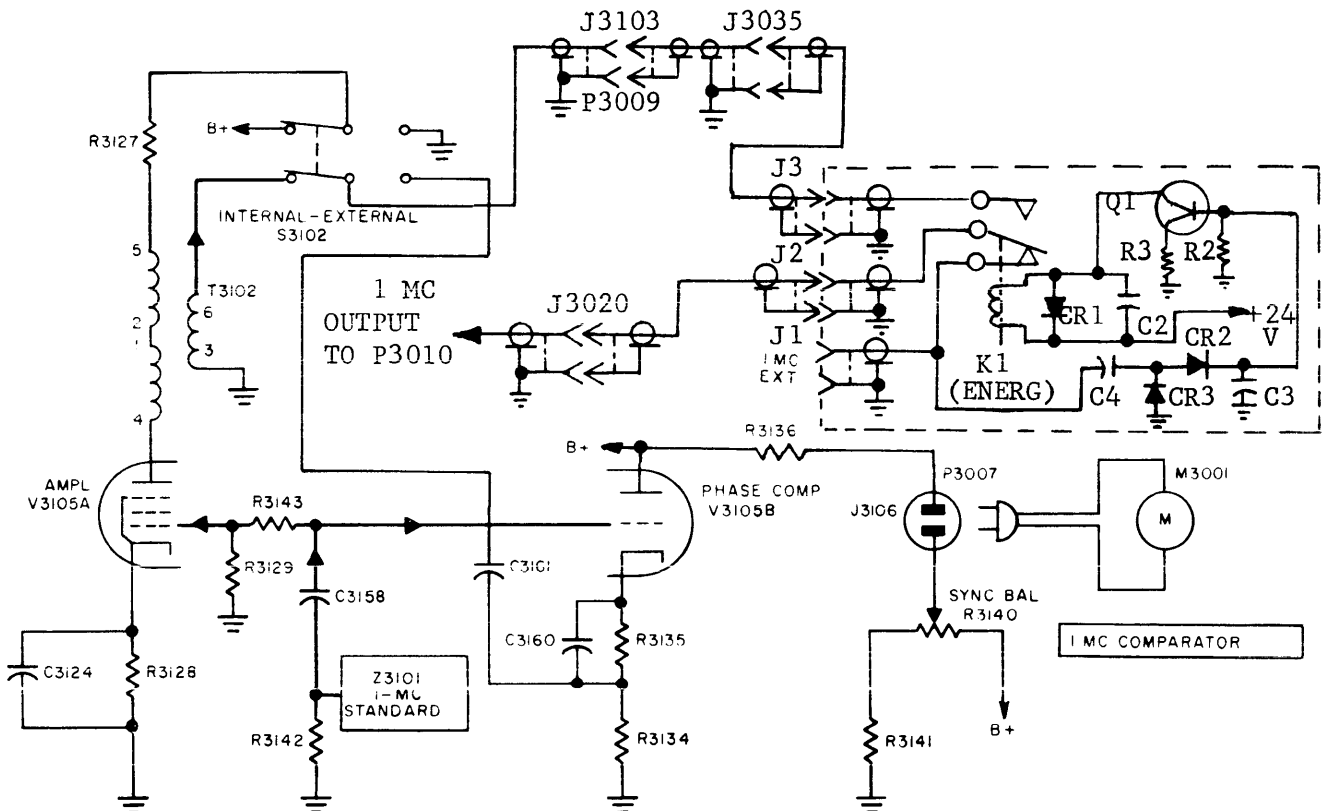 J3103
J3035
P3009
B+
R3127
INTERNAL-EXTERNAL
S3102
5
T3102
6
3
2
1
4
1 MC
OUTPUT
TO P3010
J3020
J3
J2
J1
1 MC
EXT
Q1
R3
R2
CR1
C2
+24
V
K1
(ENERG)
CR2
C4
CR3
C3
AMPL
V3105A
R3143
R3129
C3158
C3101
B+
R3136
PHASE COMP
V3105B
P3007
J3106
M3001
M
SYNC BAL
R3140
1 MC COMPARATOR
C3124
R3128
Z3101
1-MC
STANDARD
R3142
C3160
R3135
R3134
R3141
B+